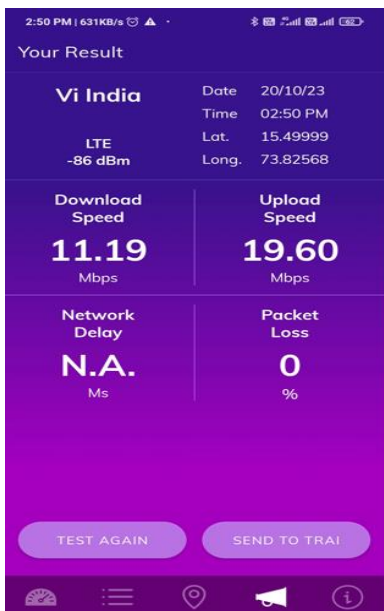 2:50 PM | 631KB/s
62
Your Result
Vi India
LTE
-86 dBm
Date 20/10/23
Time 02:50 PM
Lat. 15.49999
Long. 73.82568
Download
Speed
11.19
Mbps
Upload
Speed
19.60
Mbps
Network
Delay
N.A.
Ms
Packet
Loss
0
%
TEST AGAIN
SEND TO TRAI